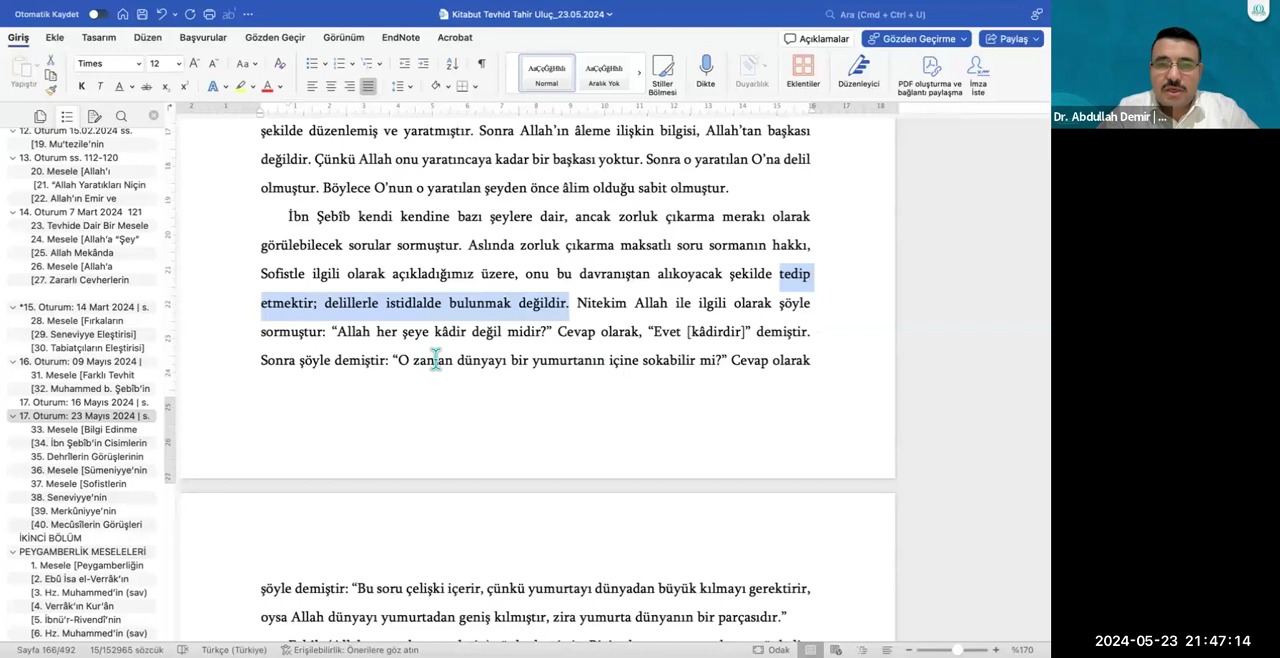 Otomatik Kaydet
Kitabut Tevhid Tahir Uluç_23.05.2024
Ara (Cmd + Ctrl + U)
Giriş Ekle Tasarım Düzen Başvurular Gözden Geçir Görünüm EndNote Acrobat
Açıklamalar Gözden Geçirme Paylaş
Yapıştır
Times 12
AaÇçĞğHhİı
Normal
AaÇçĞğHhİı
Aralık Yok
Stiller Bölmesi
Dikte
Duyarlılık
Eklentiler
Düzenleyici
PDF oluşturma ve bağlantı paylaşma
İmza İste
12. Oturum 15.02.2024 ss.
[19. Mu'tezile'nin
13. Oturum ss. 112-120
20. Mesele [Allah'ı
[21. "Allah Yaratıkları Niçin
[22. Allah'ın Emir ve
14. Oturum 7 Mart 2024 121
23. Tevhide Dair Bir Mesele
24. Mesele [Allah'a "Şey"
[25. Allah Mekânda
26. Mesele [Allah'a
[27. Zararlı Cevherlerin
*15. Oturum: 14 Mart 2024 | s.
28. Mesele [Fırkaların
[29. Seneviyye Eleştirisi]
[30. Tabiatçıların Eleştirisi]
16. Oturum: 09 Mayıs 2024 |
31. Mesele [Farklı Tevhit
[32. Muhammed b. Şebîb'in
17. Oturum: 16 Mayıs 2024 | s.
17. Oturum: 23 Mayıs 2024 | s.
33. Mesele [Bilgi Edinme
[34. İbn Şebîb'in Cisimlerin
35. Dehrîlerin Görüşlerinin
36. Mesele [Sümeniyye'nin
37. Mesele [Sofistlerin
38. Seneviyye'nin
[39. Merkûniyye'nin
[40. Mecûsîlerin Görüşleri
İKİNCİ BÖLÜM
PEYGAMBERLİK MESELELERİ
1. Mesele [Peygamberliğin
[2. Ebû İsa el-Verrâk'ın
[3. Hz. Muhammed'in (sav)
[4. Verrâk'ın Kur'ân
[5. İbnü'r-Rivendî'nin
[6. Hz. Muhammed'in (sav)
şekilde düzenlemiş ve yaratmıştır. Sonra Allah'ın âleme ilişkin bilgisi, Allah'tan başkası
değildir. Çünkü Allah onu yaratıncaya kadar bir başkası yoktur. Sonra o yaratılan O'na delil
olmuştur. Böylece O'nun o yaratılan şeyden önce âlim olduğu sabit olmuştur.
İbn Şebîb kendi kendine bazı şeylere dair, ancak zorluk çıkarma merakı olarak
görülebilecek sorular sormuştur. Aslında zorluk çıkarma maksatlı soru sormanın hakkı,
Sofistle ilgili olarak açıkladığımız üzere, onu bu davranıştan alıkoyacak şekilde tedip
etmektir; delillerle istidlalde bulunmak değildir. Nitekim Allah ile ilgili olarak şöyle
sormuştur: "Allah her şeye kâdir değil midir?" Cevap olarak, "Evet [kâdirdir]" demiştir.
Sonra şöyle demiştir: "O zaman dünyayı bir yumurtanın içine sokabilir mi?" Cevap olarak
şöyle demiştir: "Bu soru çelişki içerir, çünkü yumurtayı dünyadan büyük kılmayı gerektirir,
oysa Allah dünyayı yumurtadan geniş kılmıştır, zira yumurta dünyanın bir parçasıdır."
Sayfa 166/492 15/152965 sözcük Türkçe (Türkiye) Erişilebilirlik: Önerilere göz atın Odak %170
Dr. Abdullah Demir | ...
2024-05-23 21:47:14